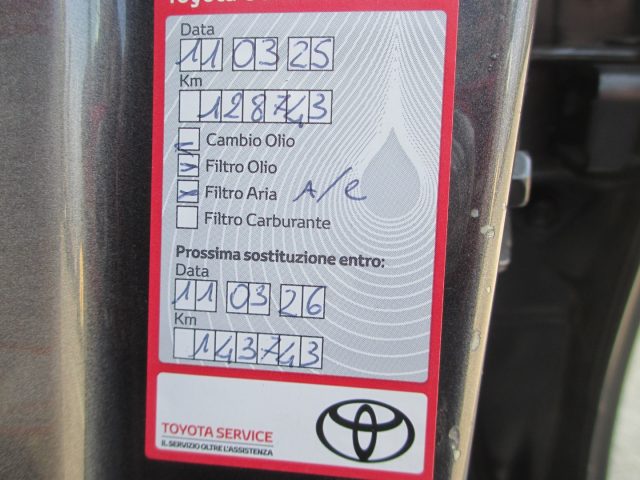 Toyota
Data
11 03 25
Km
128743
Cambio Olio
Filtro Olio
Filtro Aria A/C
Filtro Carburante
Prossima sostituzione entro:
Data
11 03 26
Km
143743
TOYOTA SERVICE
IL SERVIZIO OLTRE L'ASSISTENZA